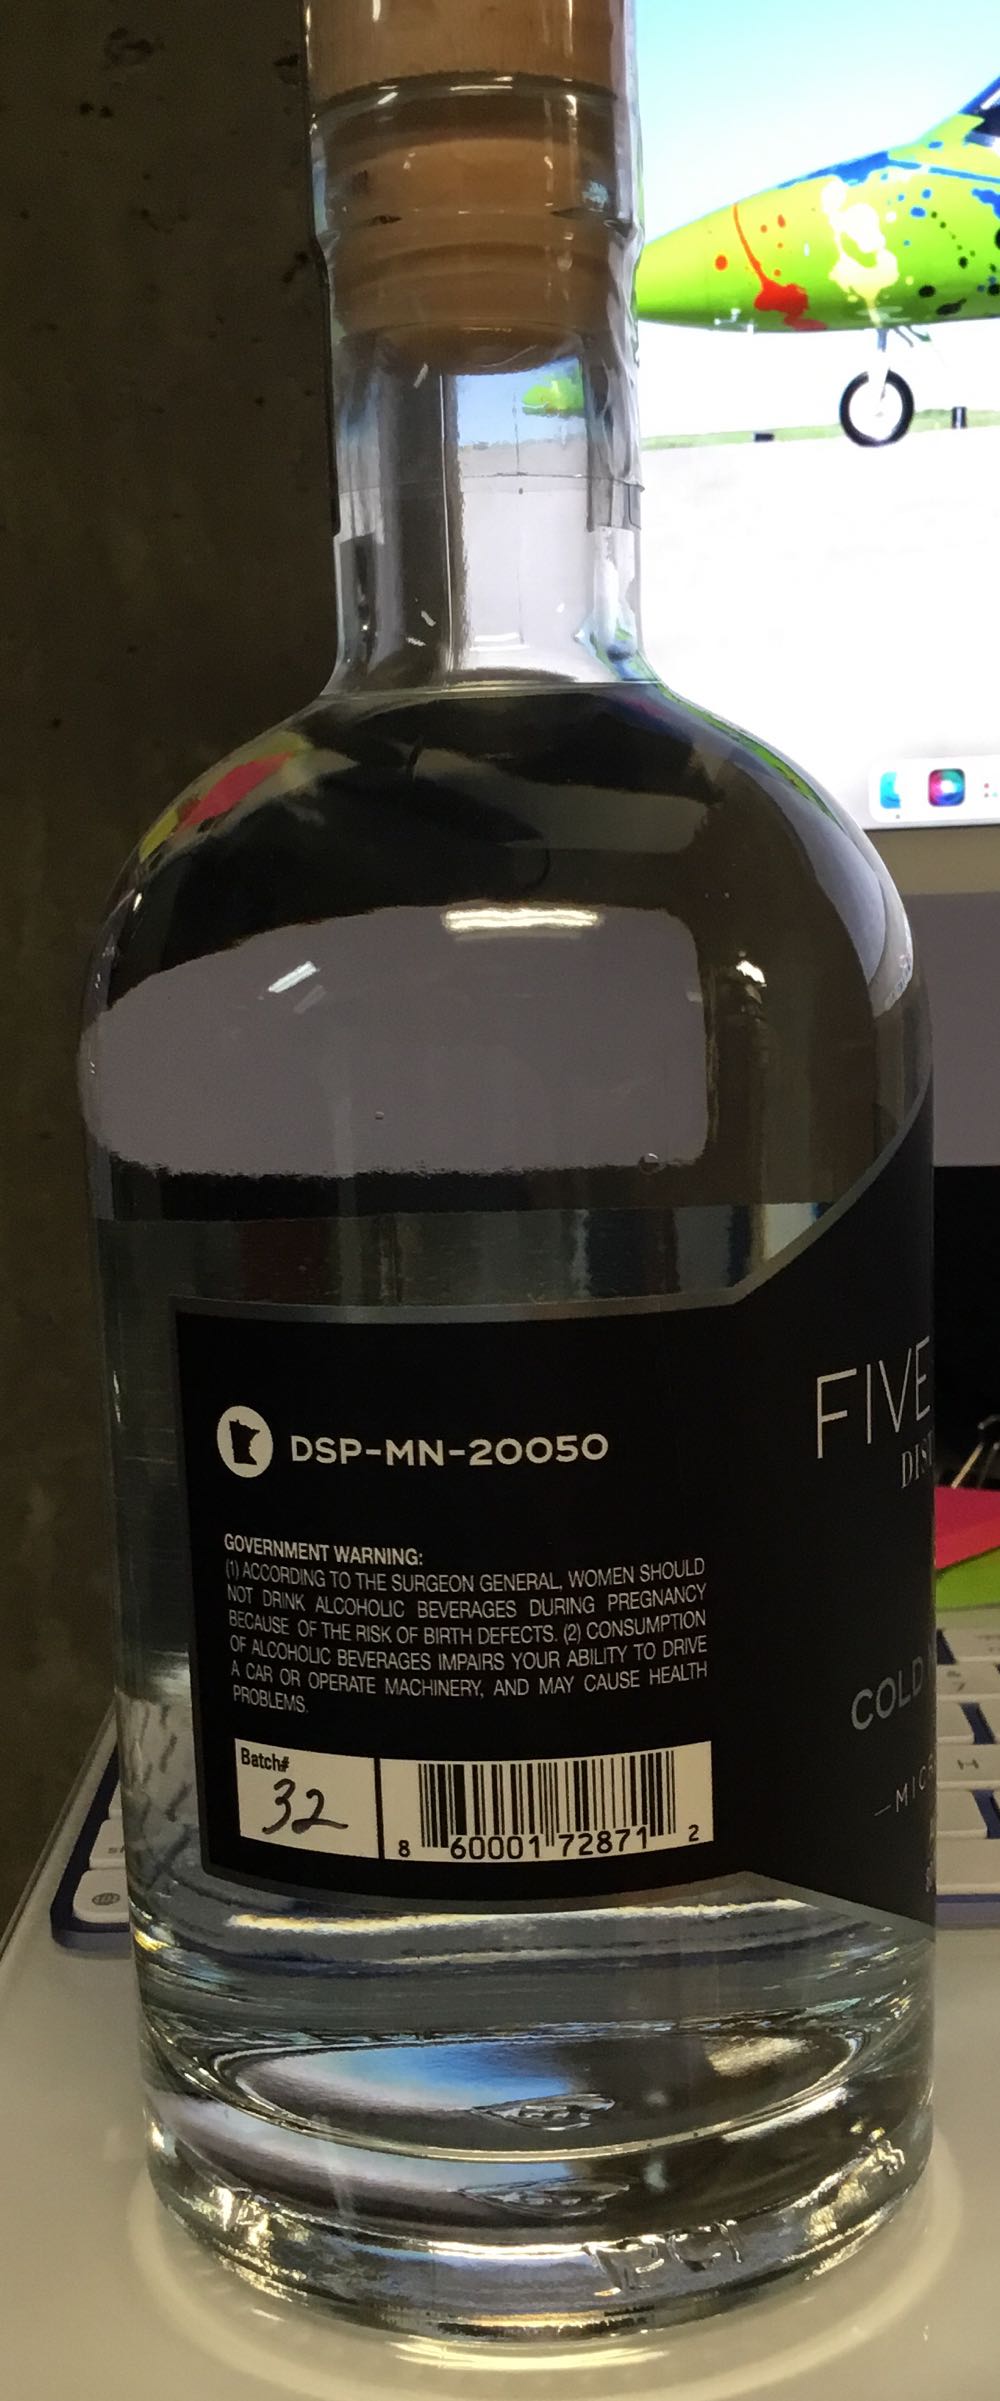 DSP-MN-20050
GOVERNMENT WARNING:
(1) ACCORDING TO THE SURGEON GENERAL, WOMEN SHOULD
NOT DRINK ALCOHOLIC BEVERAGES DURING PREGNANCY
BECAUSE OF THE RISK OF BIRTH DEFECTS. (2) CONSUMPTION
OF ALCOHOLIC BEVERAGES IMPAIRS YOUR ABILITY TO DRIVE
A CAR OR OPERATE MACHINERY, AND MAY CAUSE HEALTH
PROBLEMS.
Batch#
32
8 60001 72871 2
FIVE
DIST
COLD
—MICR